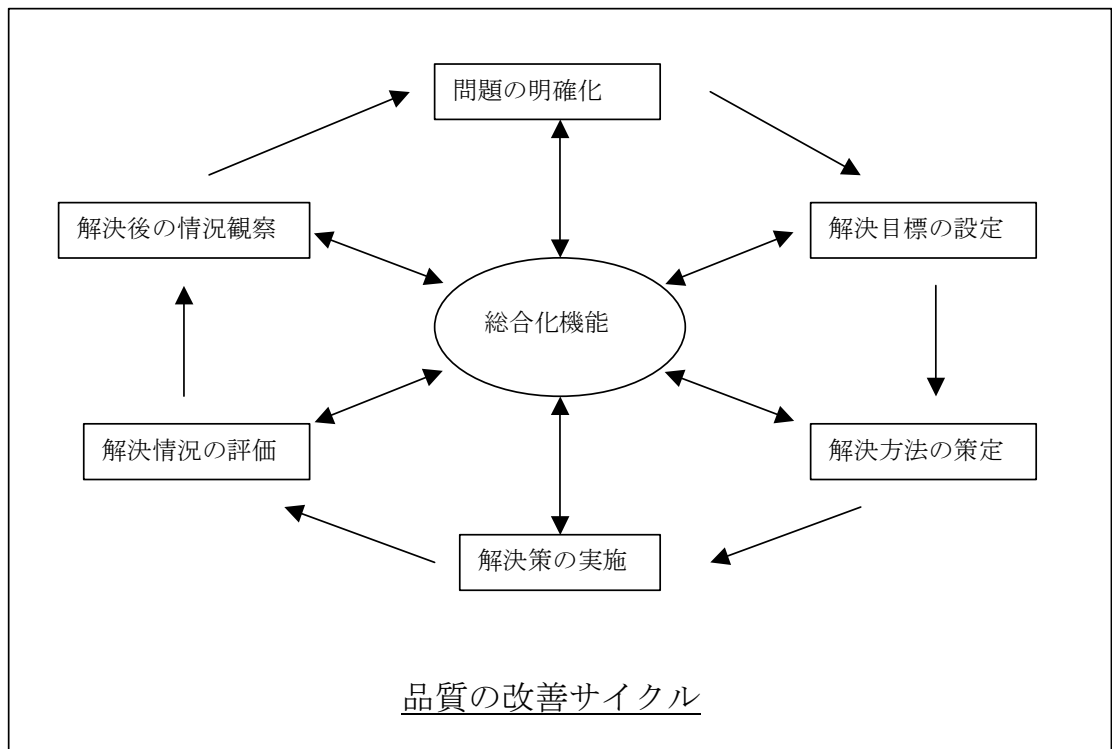 問題の明確化
解決後の情況観察
解決目標の設定
総合化機能
解決情況の評価
解決方法の策定
解決策の実施
品質の改善サイクル